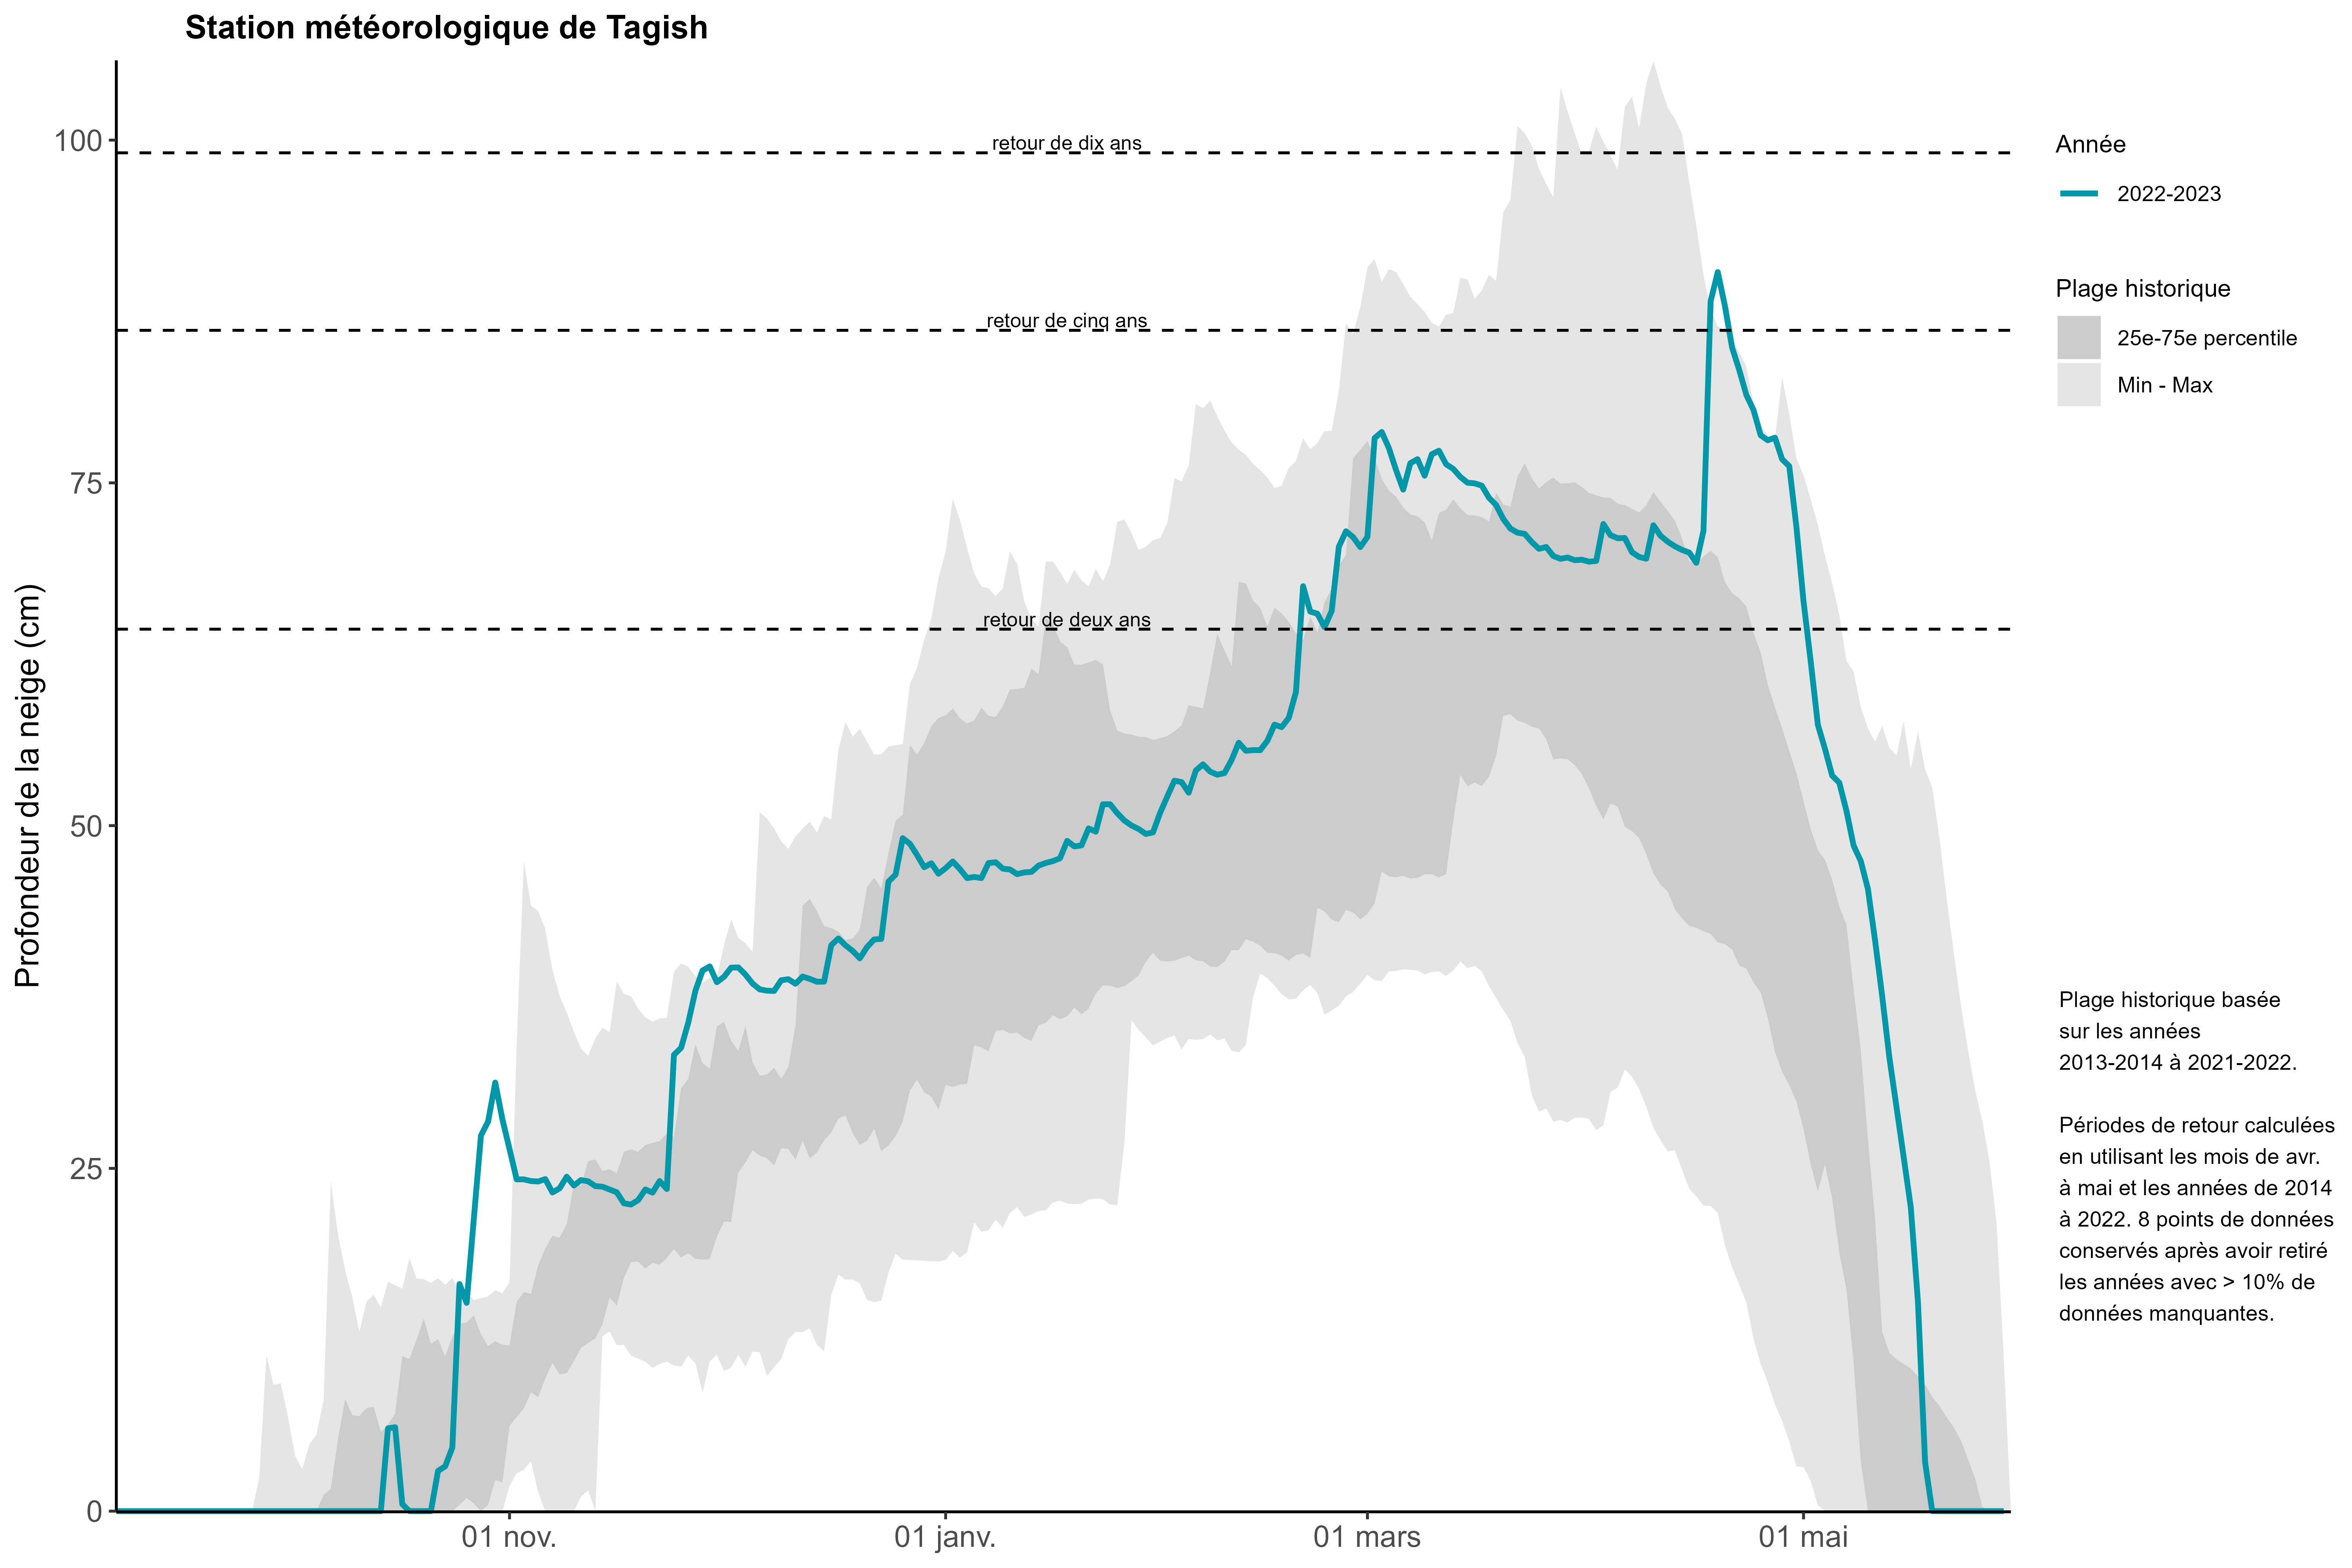 Station météorologique de Tagish
Profondeur de la neige (cm)
100
75
50
25
0
retour de dix ans
retour de cinq ans
retour de deux ans
01 nov.
01 janv.
01 mars
01 mai
Année
2022-2023
Plage historique
25e-75e percentile
Min - Max
Plage historique basée
sur les années
2013-2014 à 2021-2022.
Périodes de retour calculées
en utilisant les mois de avr.
à mai et les années de 2014
à 2022. 8 points de données
conservés après avoir retiré
les années avec > 10% de
données manquantes.